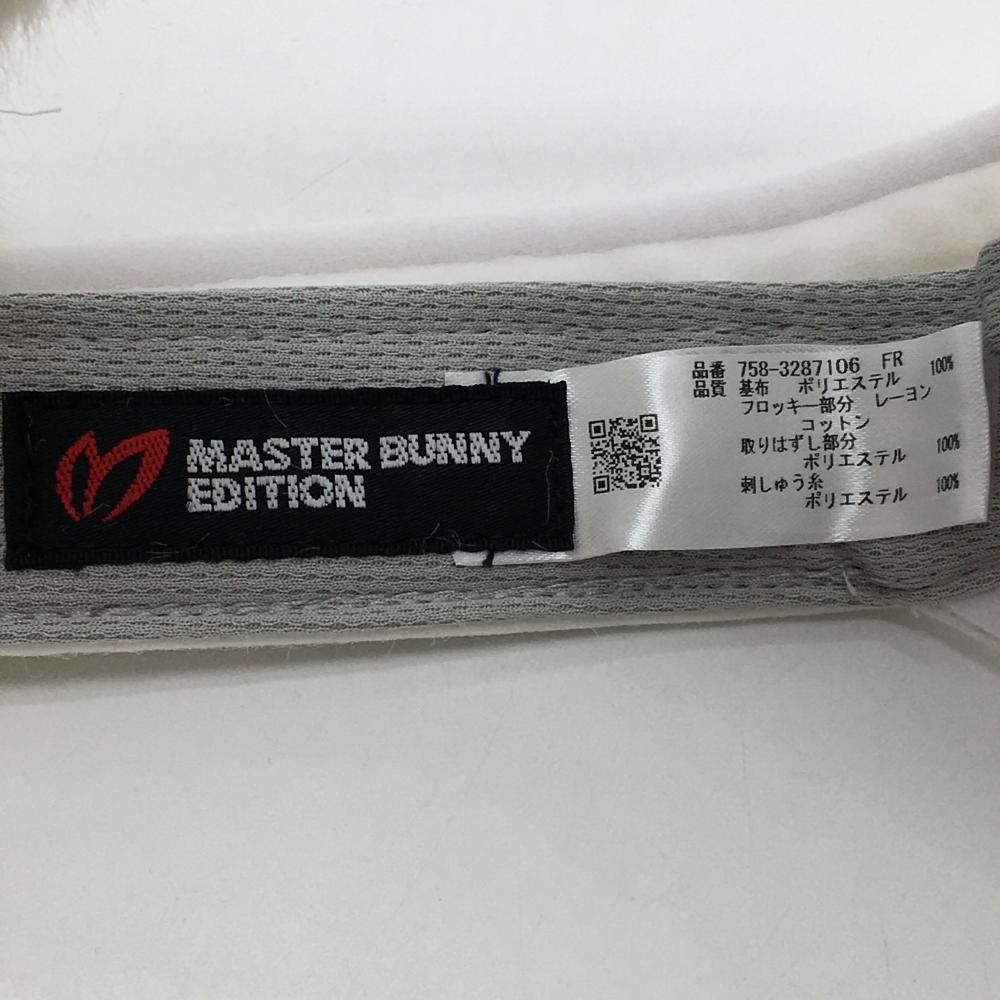 MASTER BUNNY
EDITION
品番 758-3287106 FR
品質 基布 ポリエステル 100%
フロッキー部分 レーヨン
コットン
取りはずし部分
ポリエステル 100%
刺しゅう糸
ポリエステル 100%